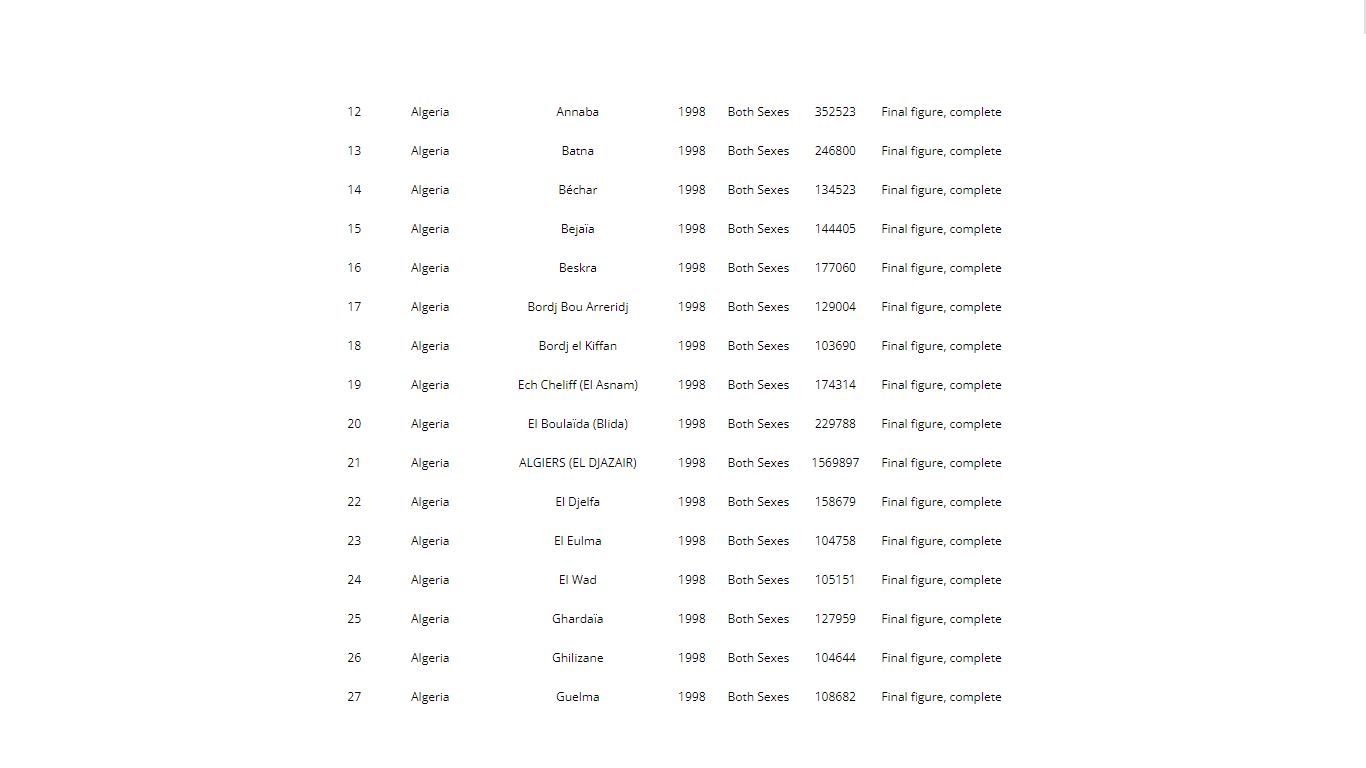 12 Algeria Annaba 1998 Both Sexes 352523 Final figure, complete
13 Algeria Batna 1998 Both Sexes 246800 Final figure, complete
14 Algeria Béchar 1998 Both Sexes 134523 Final figure, complete
15 Algeria Bejaïa 1998 Both Sexes 144405 Final figure, complete
16 Algeria Beskra 1998 Both Sexes 177060 Final figure, complete
17 Algeria Bordj Bou Arreridj 1998 Both Sexes 129004 Final figure, complete
18 Algeria Bordj el Kiffan 1998 Both Sexes 103690 Final figure, complete
19 Algeria Ech Cheliff (El Asnam) 1998 Both Sexes 174314 Final figure, complete
20 Algeria El Boulaïda (Blida) 1998 Both Sexes 229788 Final figure, complete
21 Algeria ALGIERS (EL DJAZAIR) 1998 Both Sexes 1569897 Final figure, complete
22 Algeria El Djelfa 1998 Both Sexes 158679 Final figure, complete
23 Algeria El Eulma 1998 Both Sexes 104758 Final figure, complete
24 Algeria El Wad 1998 Both Sexes 105151 Final figure, complete
25 Algeria Ghardaïa 1998 Both Sexes 127959 Final figure, complete
26 Algeria Ghilizane 1998 Both Sexes 104644 Final figure, complete
27 Algeria Guelma 1998 Both Sexes 108682 Final figure, complete